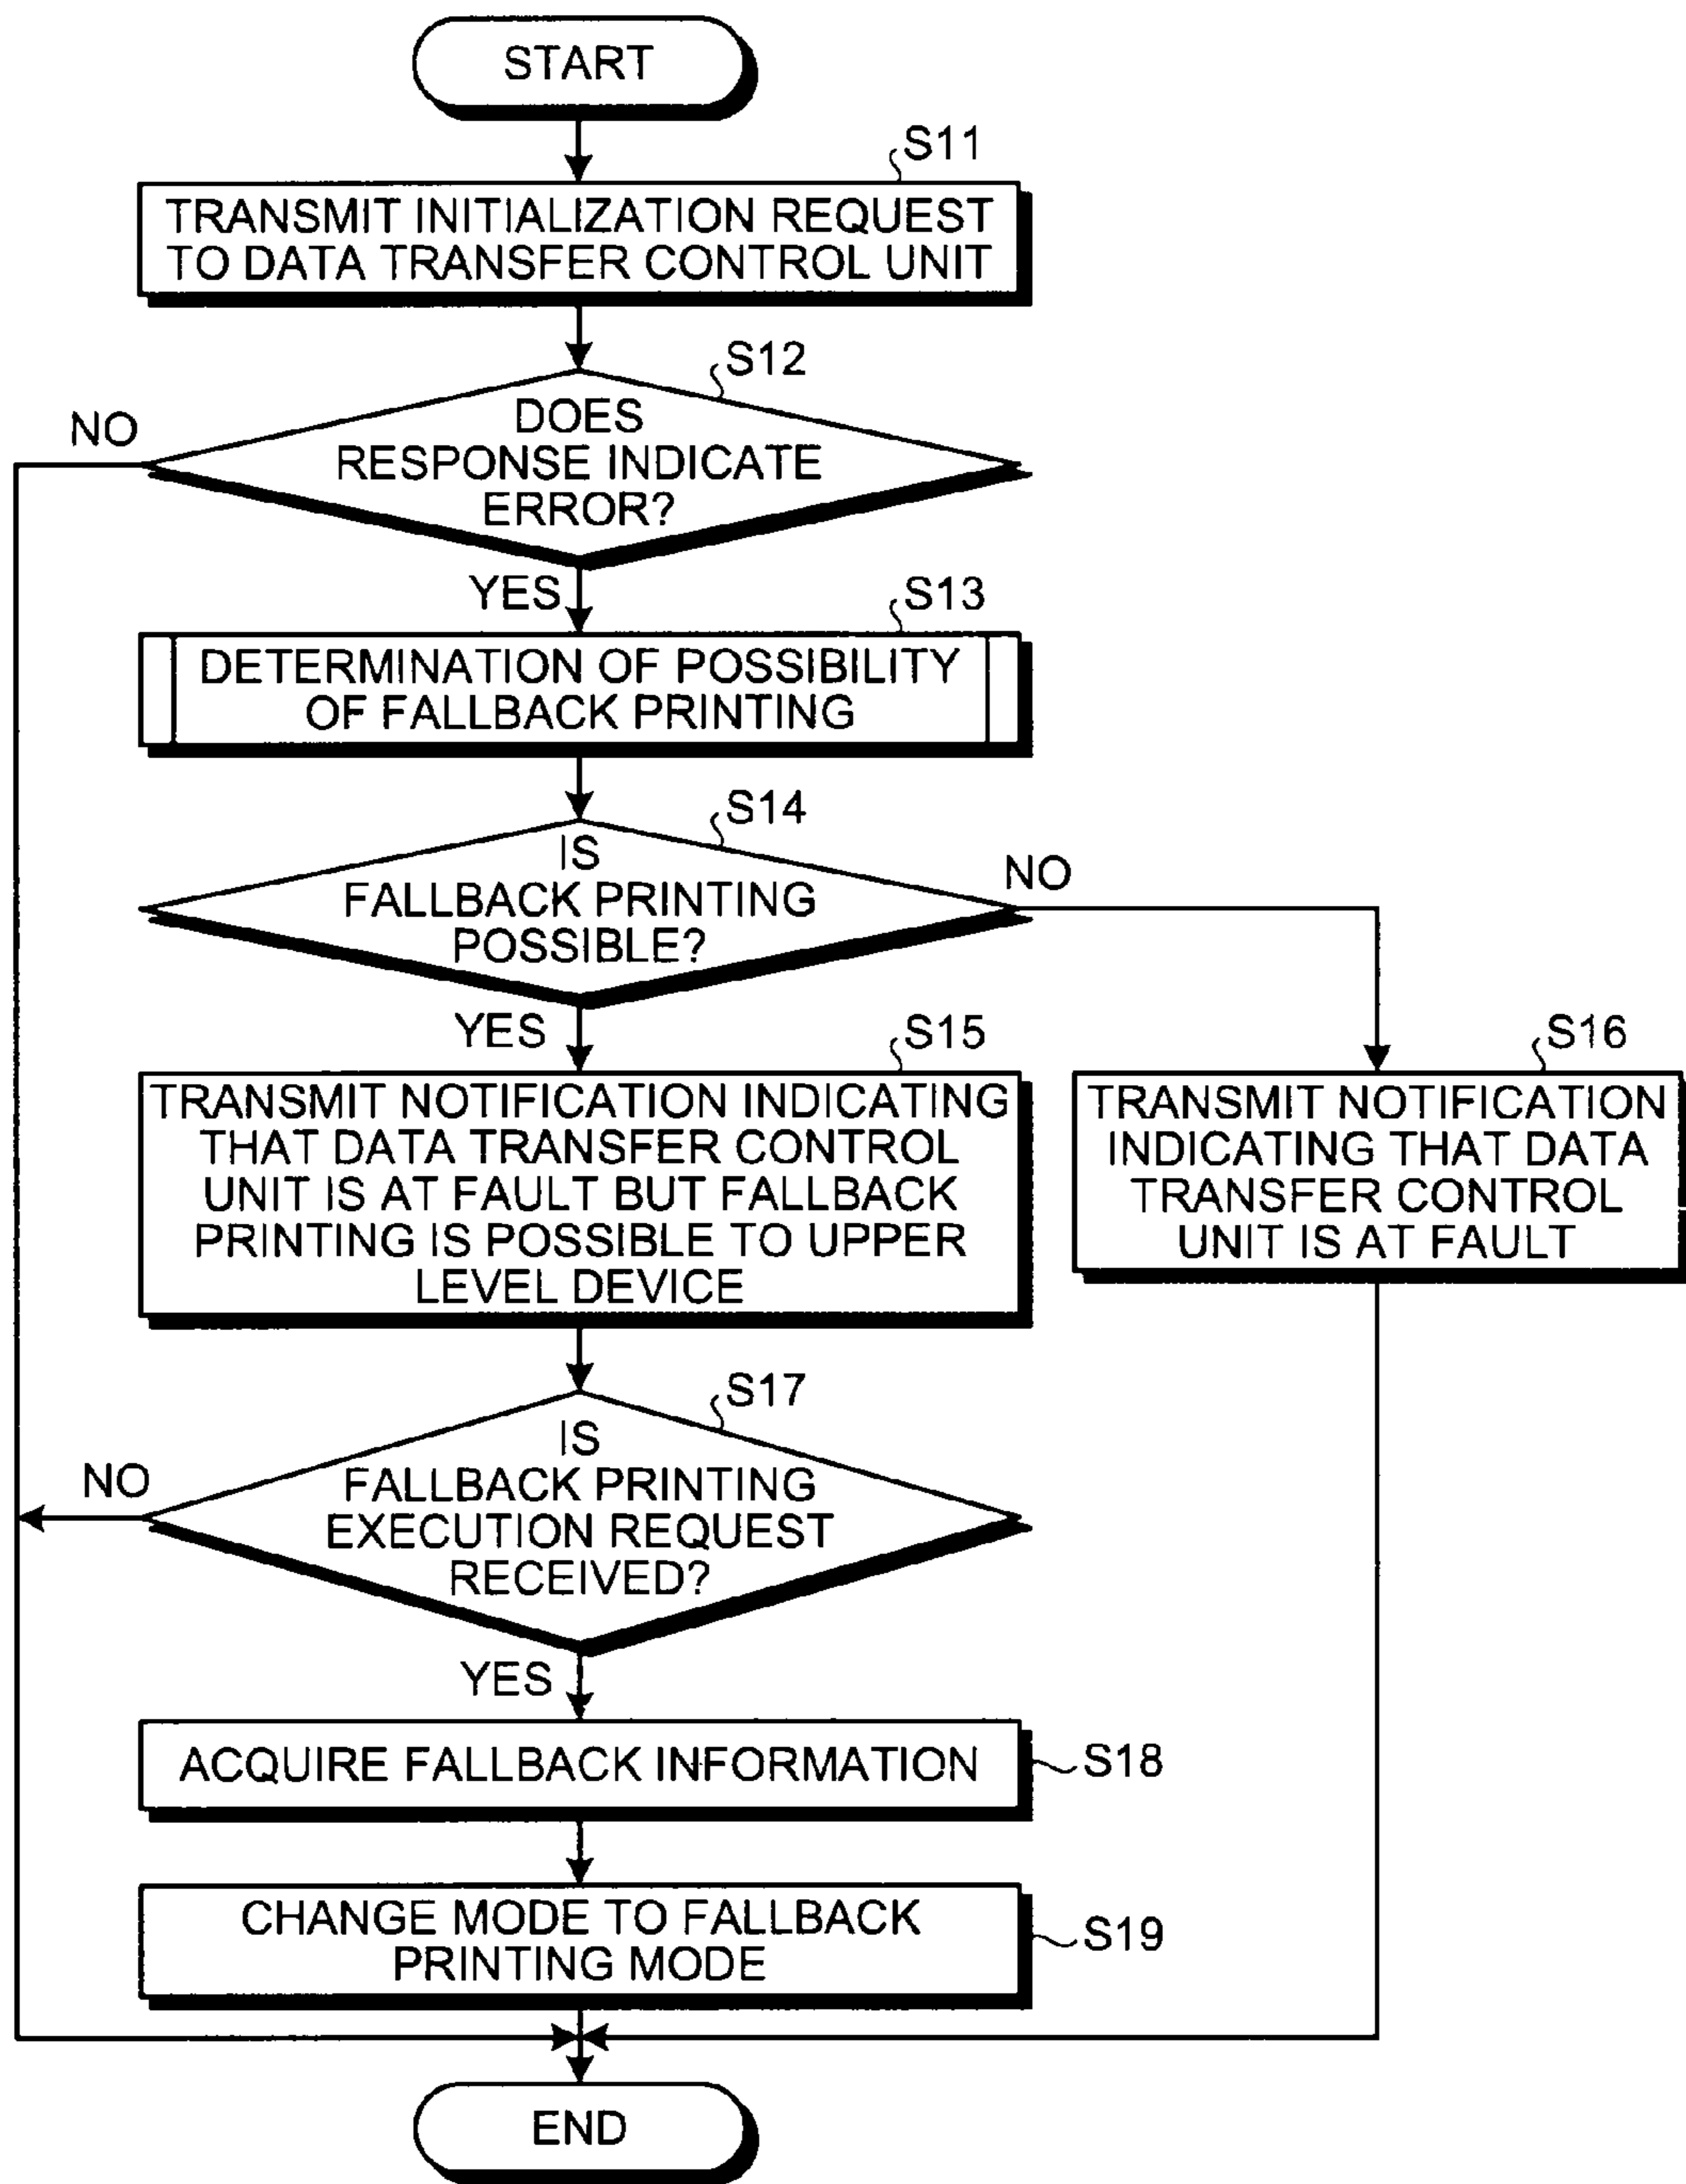 START
S11
TRANSMIT INITIALIZATION REQUEST
TO DATA TRANSFER CONTROL UNIT
S12
NO
DOES
RESPONSE INDICATE
ERROR?
YES
S13
DETERMINATION OF POSSIBILITY
OF FALLBACK PRINTING
S14
IS
FALLBACK PRINTING
POSSIBLE?
NO
YES
S15
TRANSMIT NOTIFICATION INDICATING
THAT DATA TRANSFER CONTROL
UNIT IS AT FAULT BUT FALLBACK
PRINTING IS POSSIBLE TO UPPER
LEVEL DEVICE
S16
TRANSMIT NOTIFICATION
INDICATING THAT DATA
TRANSFER CONTROL
UNIT IS AT FAULT
S17
NO
IS
FALLBACK PRINTING
EXECUTION REQUEST
RECEIVED?
YES
ACQUIRE FALLBACK INFORMATION
S18
CHANGE MODE TO FALLBACK
PRINTING MODE
S19
END